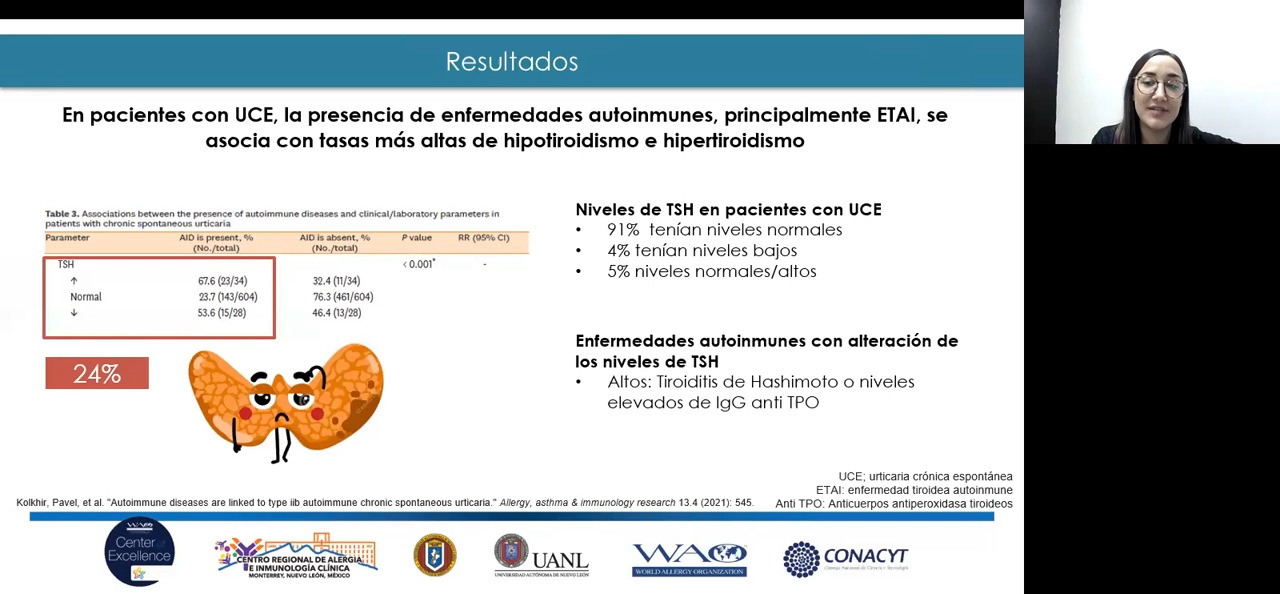 Resultados
En pacientes con UCE, la presencia de enfermedades autoinmunes, principalmente ETAI, se
asocia con tasas más altas de hipotiroidismo e hipertiroidismo
Table 3. Associations between the presence of autoimmune diseases and clinical/laboratory parameters in
patients with chronic spontaneous urticaria
Parameter AID is present, % AID is absent, % P value RR (95% CI)
(No./total) (No./total)
TSH < 0.001* -
↑ 67.6 (23/34) 32.4 (11/34)
Normal 23.7 (143/604) 76.3 (461/604)
↓ 53.6 (15/28) 46.4 (13/28)
24%
Niveles de TSH en pacientes con UCE
• 91% tenían niveles normales
• 4% tenían niveles bajos
• 5% niveles normales/altos
Enfermedades autoinmunes con alteración de
los niveles de TSH
• Altos: Tiroiditis de Hashimoto o niveles
elevados de IgG anti TPO
UCE; urticaria crónica espontánea
ETAI: enfermedad tiroidea autoinmune
Anti TPO: Anticuerpos antiperoxidasa tiroideos
Kolkhir, Pavel, et al. "Autoimmune diseases are linked to type iib autoimmune chronic spontaneous urticaria." Allergy, asthma & immunology research 13.4 (2021): 545.
WAO
Center of
Excellence
CENTRO REGIONAL DE ALERGIA
E INMUNOLOGÍA CLÍNICA
MONTERREY, NUEVO LEÓN, MÉXICO
UANL
UNIVERSIDAD AUTÓNOMA DE NUEVO LEÓN
WAO
WORLD ALLERGY ORGANIZATION
CONACYT
Consejo Nacional de Ciencia y Tecnología